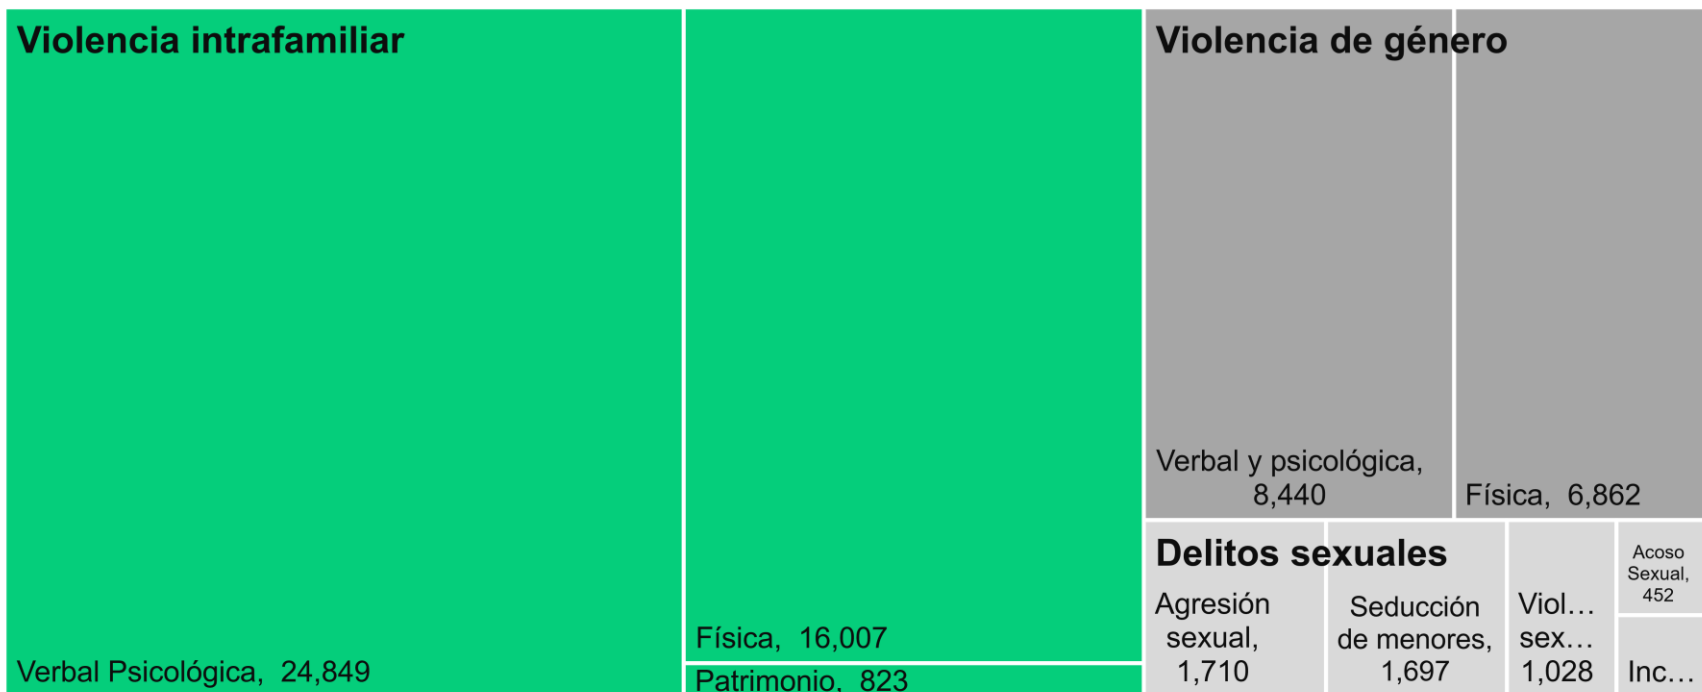 Violencia intrafamiliar
Verbal Psicológica, 24,849
Física, 16,007
Patrimonio, 823
Violencia de género
Verbal y psicológica,
8,440
Física, 6,862
Delitos sexuales
Agresión
sexual,
1,710
Seducción
de menores,
1,697
Viol…
sex…
1,028
Acoso
Sexual,
452
Inc…